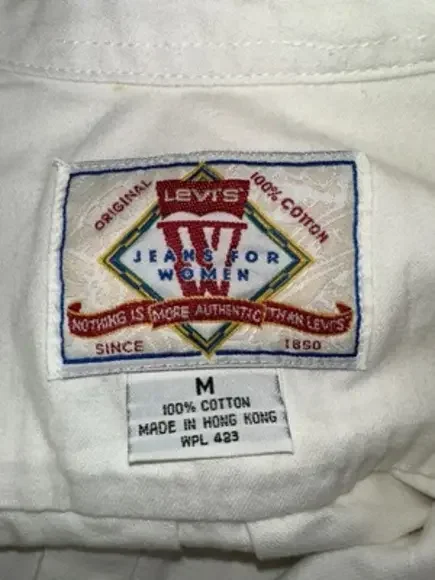 ORIGINAL
LEVI'S
100% COTTON
W
JEANS FOR
WOMEN
NOTHING IS MORE AUTHENTIC THAN LEVI'S
SINCE 1850
M
100% COTTON
MADE IN HONG KONG
WPL 423